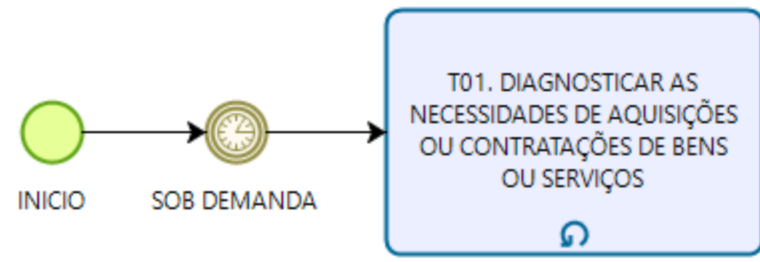 T01. DIAGNOSTICAR AS
NECESSIDADES DE AQUISIÇÕES
OU CONTRATAÇÕES DE BENS
OU SERVIÇOS
INICIO
SOB DEMANDA